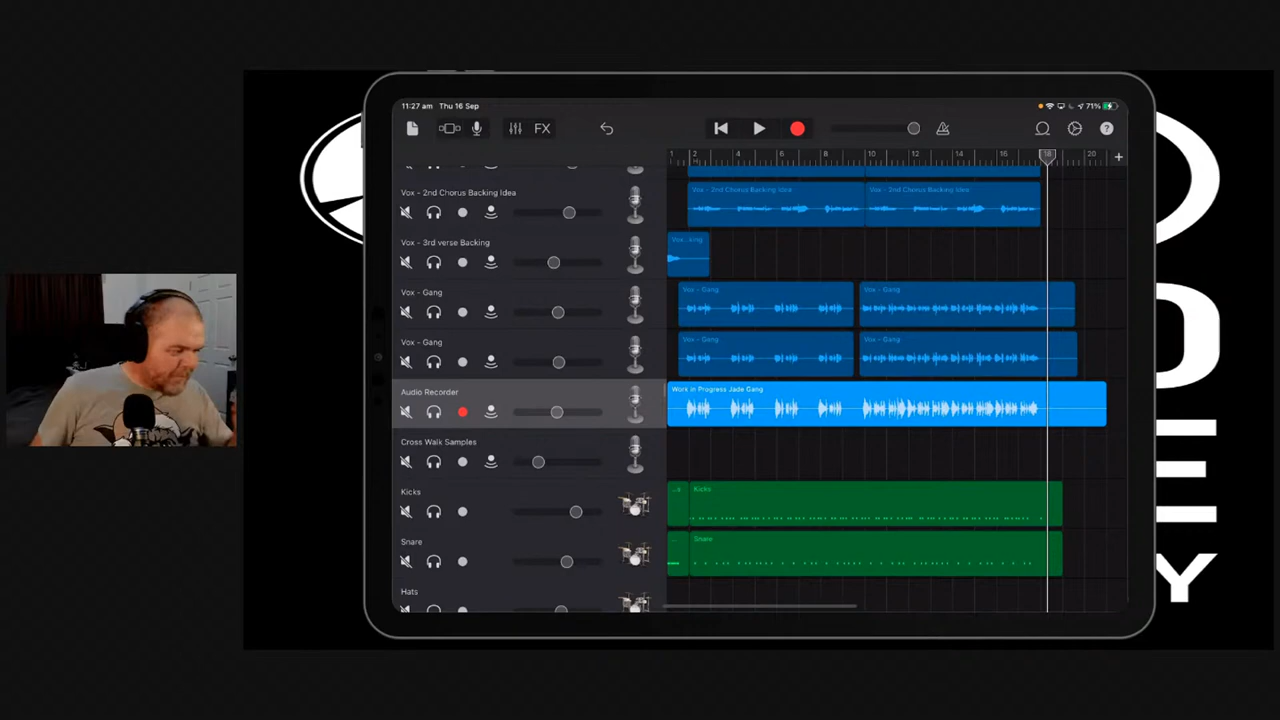 11:27 am Thu 16 Sep
71%
FX
1 2 4 6 8 10 12 14 16 18 20
Vox - 2nd Chorus Backing Idea
Vox - 2nd Chorus Backing Idea
Vox - 2nd Chorus Backing Idea
Vox - 3rd verse Backing
Vox - Gang
Vox - Gang
Vox - Gang
Vox - Gang
Vox - Gang
Vox - Gang
Audio Recorder
Work in Progress Jade Gang
Cross Walk Samples
Kicks
Kicks
Snare
Snare
Hats
D
E
Y